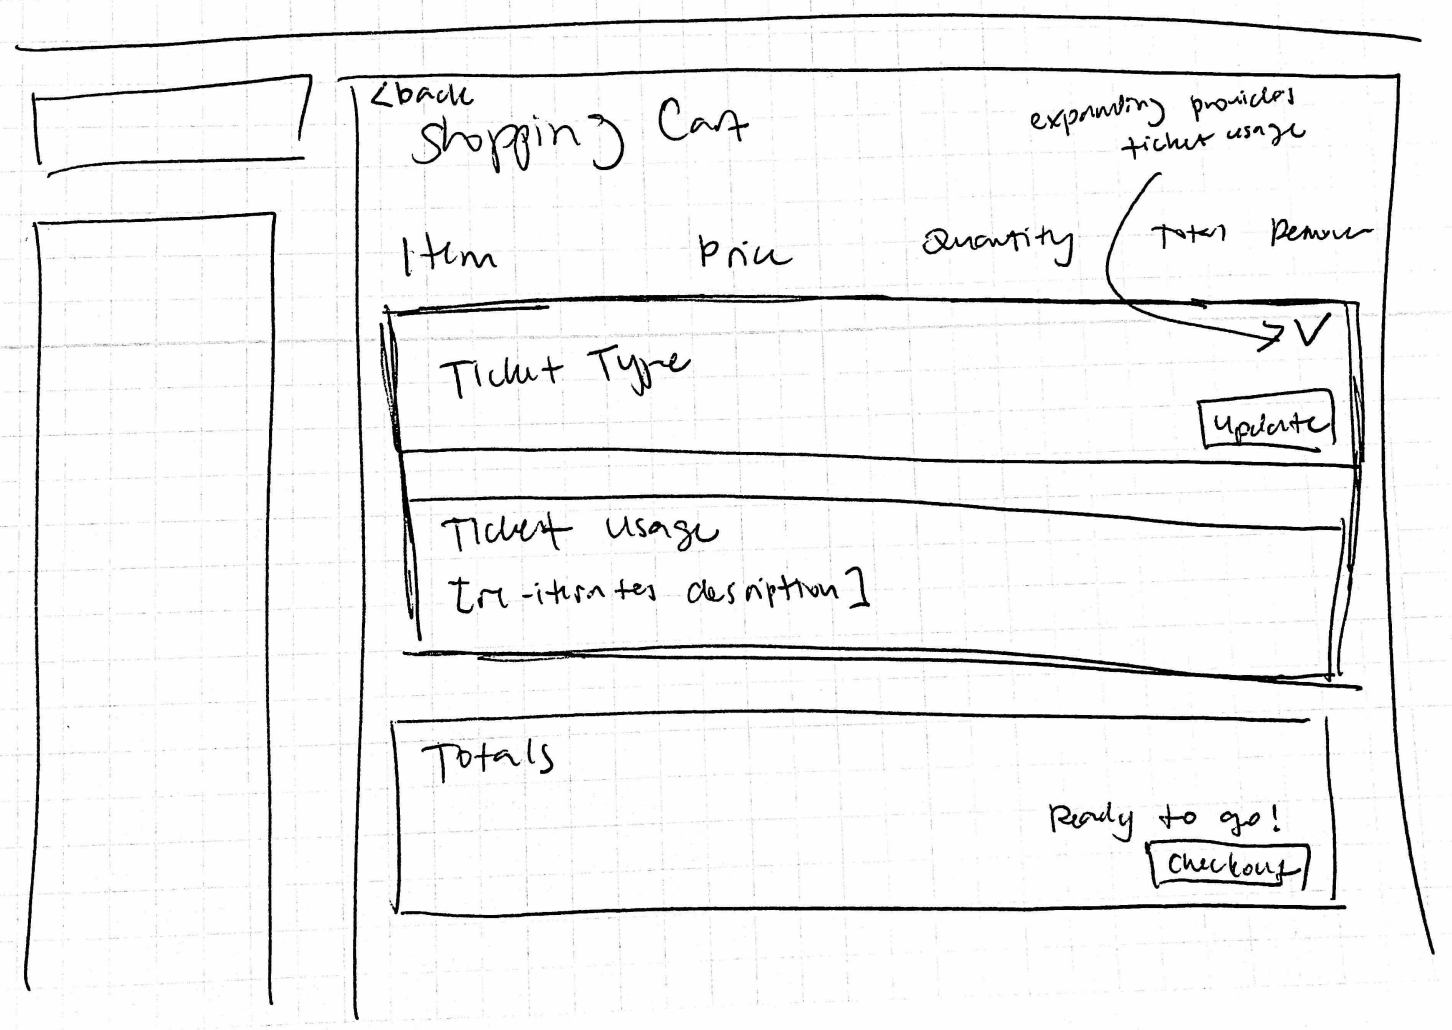 <back
Shopping Cart
expanding provides
ticket usage
Item Price Quantity Total Remove
Ticket Type
update
Ticket usage
[re-iterates description]
Totals
Ready to go!
Checkout